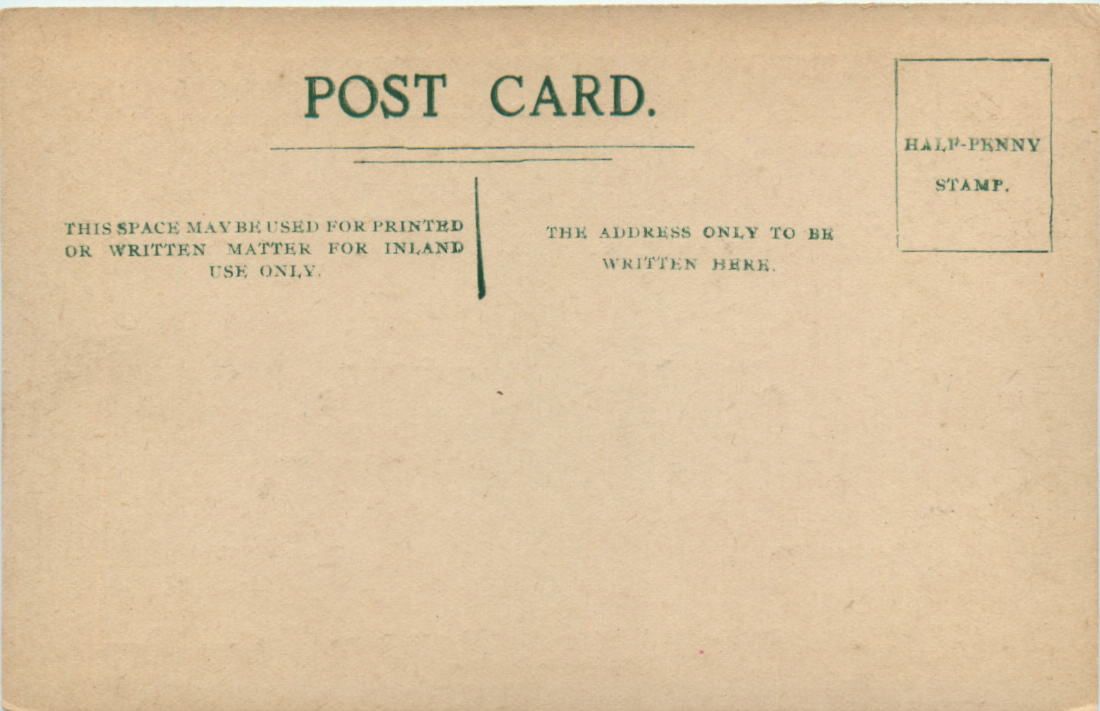 POST CARD.
HALF-PENNY
STAMP.
THIS SPACE MAY BE USED FOR PRINTED
OR WRITTEN MATTER FOR INLAND
USE ONLY.
THE ADDRESS ONLY TO BE
WRITTEN HERE.